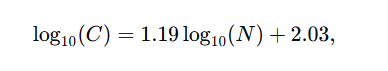 log₁₀(C) = 1.19 log₁₀(N) + 2.03,